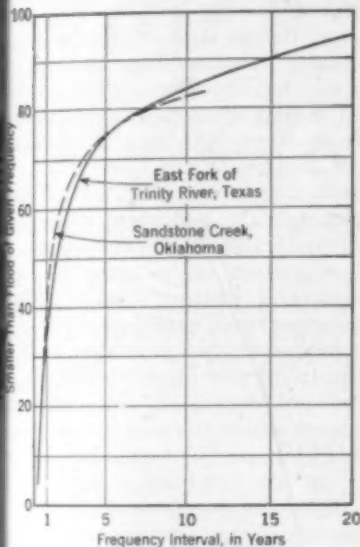 100
80
60
40
20
0
Smaller Than Flood of Given Frequency
East Fork of
Trinity River, Texas
Sandstone Creek,
Oklahoma
1 5 10 15 20
Frequency Interval, in Years